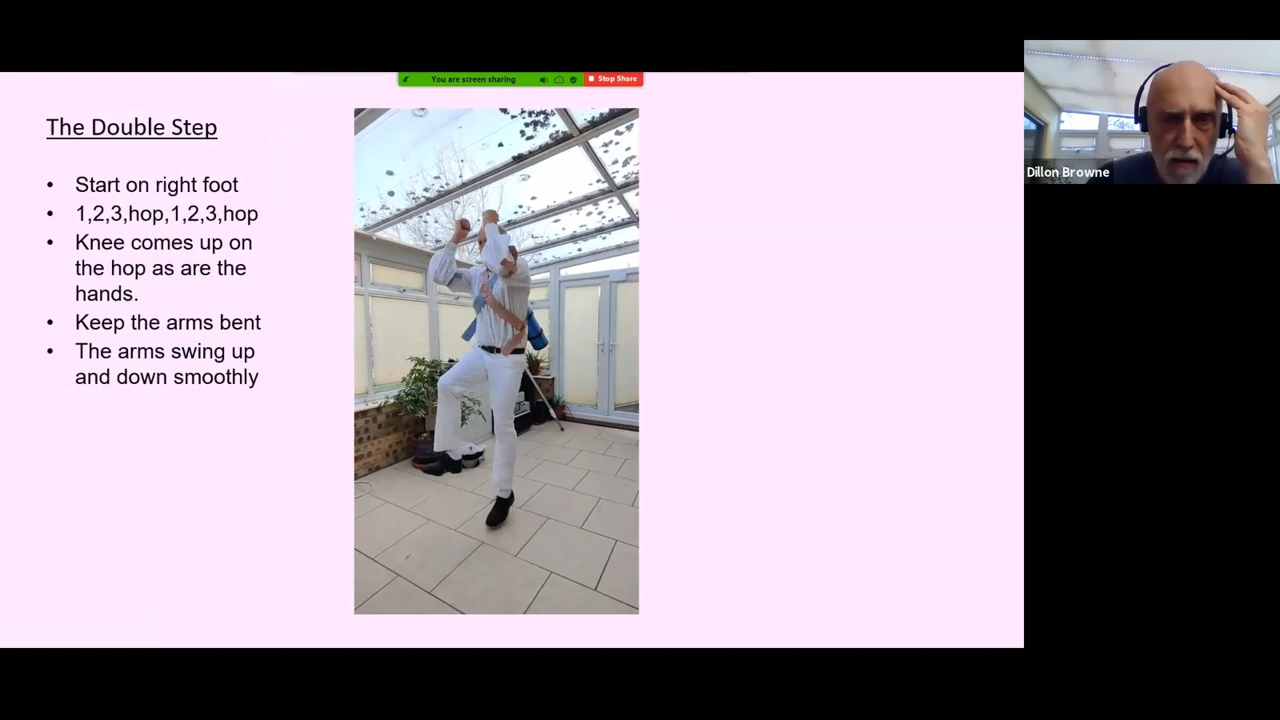 You are screen sharing
Stop Share
The Double Step
• Start on right foot
• 1,2,3,hop,1,2,3,hop
• Knee comes up on
the hop as are the
hands.
• Keep the arms bent
• The arms swing up
and down smoothly
Dillon Browne